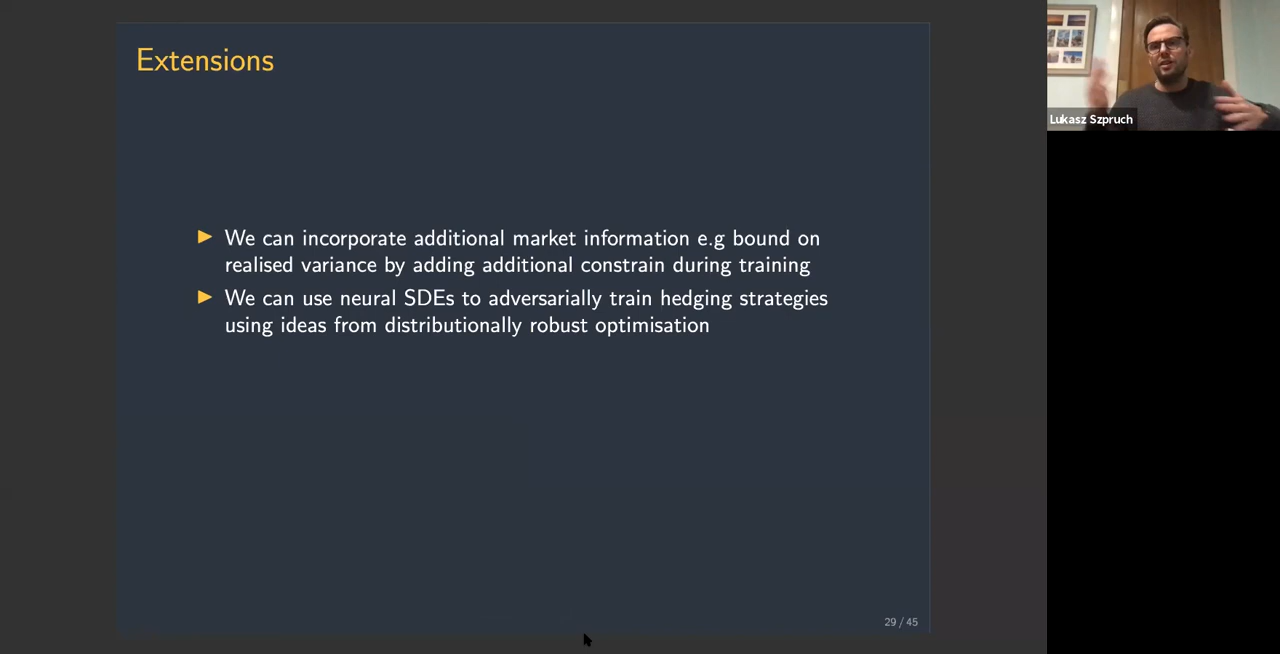 Extensions
► We can incorporate additional market information e.g bound on
realised variance by adding additional constrain during training
► We can use neural SDEs to adversarially train hedging strategies
using ideas from distributionally robust optimisation
29 / 45
Lukasz Szpruch